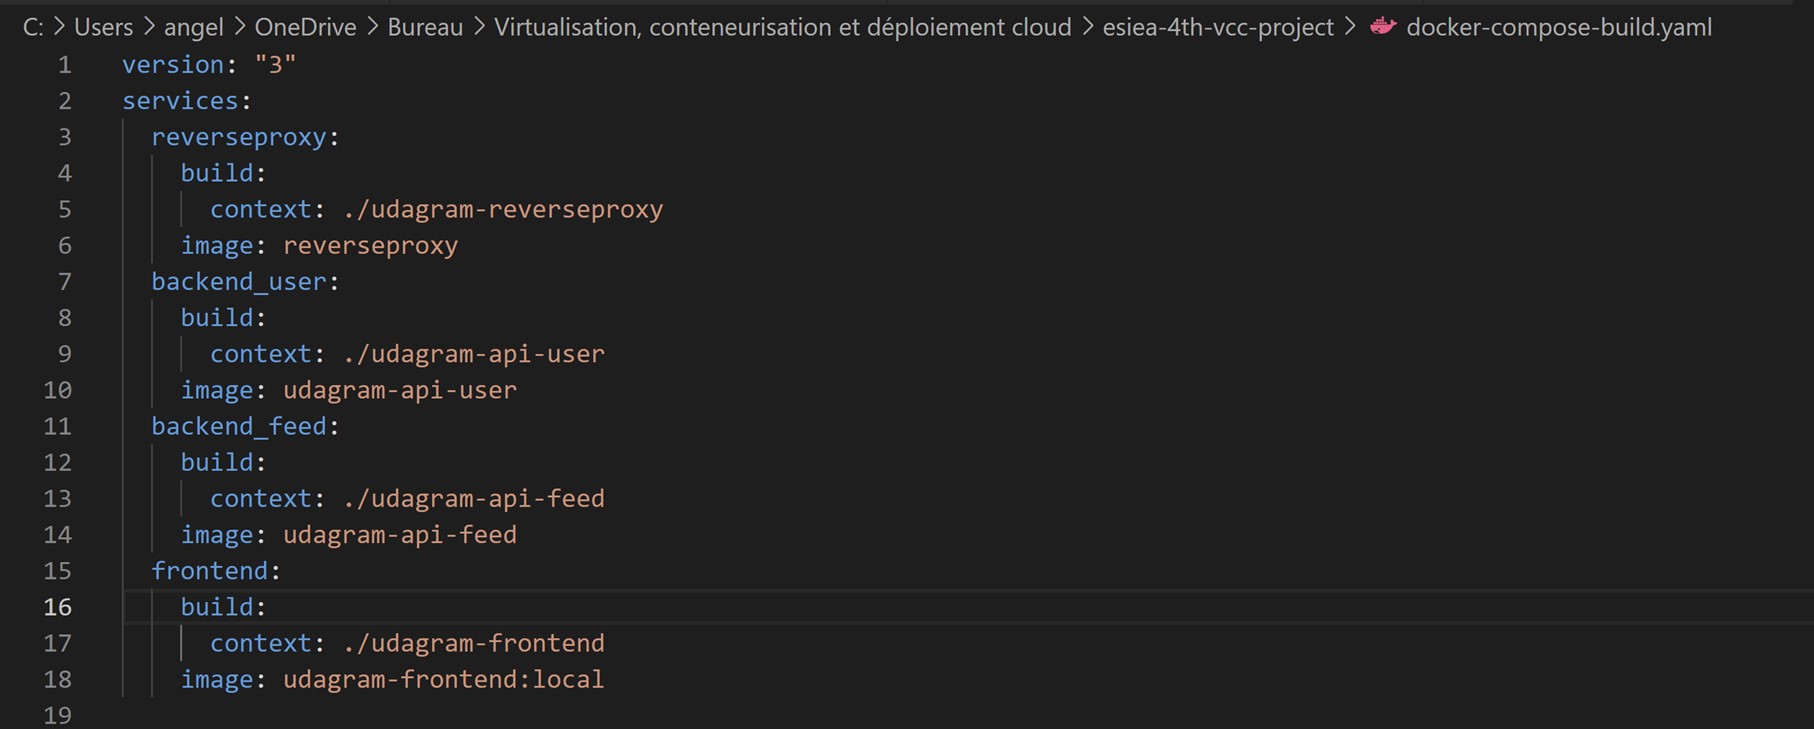 C: > Users > angel > OneDrive > Bureau > Virtualisation, conteneurisation et déploiement cloud > esiea-4th-vcc-project > docker-compose-build.yaml
1 version: "3"
2 services:
3   reverseproxy:
4     build:
5       context: ./udagram-reverseproxy
6     image: reverseproxy
7   backend_user:
8     build:
9       context: ./udagram-api-user
10     image: udagram-api-user
11   backend_feed:
12     build:
13       context: ./udagram-api-feed
14     image: udagram-api-feed
15   frontend:
16     build:
17       context: ./udagram-frontend
18     image: udagram-frontend:local
19